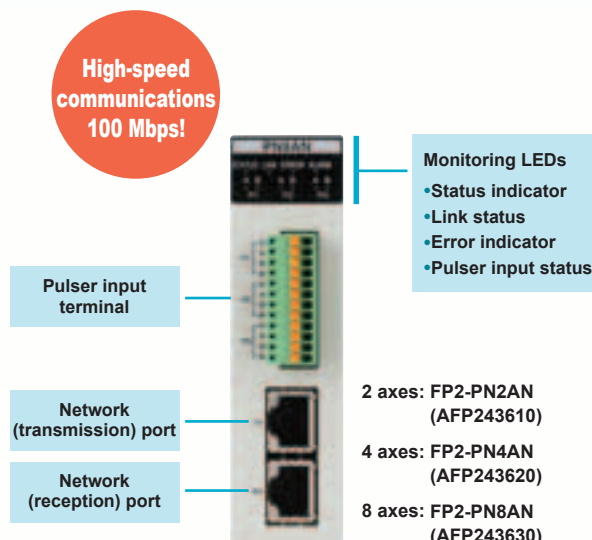 High-speed
communications
100 Mbps!
PN8AN
Monitoring LEDs
•Status indicator
•Link status
•Error indicator
•Pulser input status
Pulser input
terminal
Network
(transmission) port
Network
(reception) port
2 axes: FP2-PN2AN
(AFP243610)
4 axes: FP2-PN4AN
(AFP243620)
8 axes: FP2-PN8AN
(AFP243630)